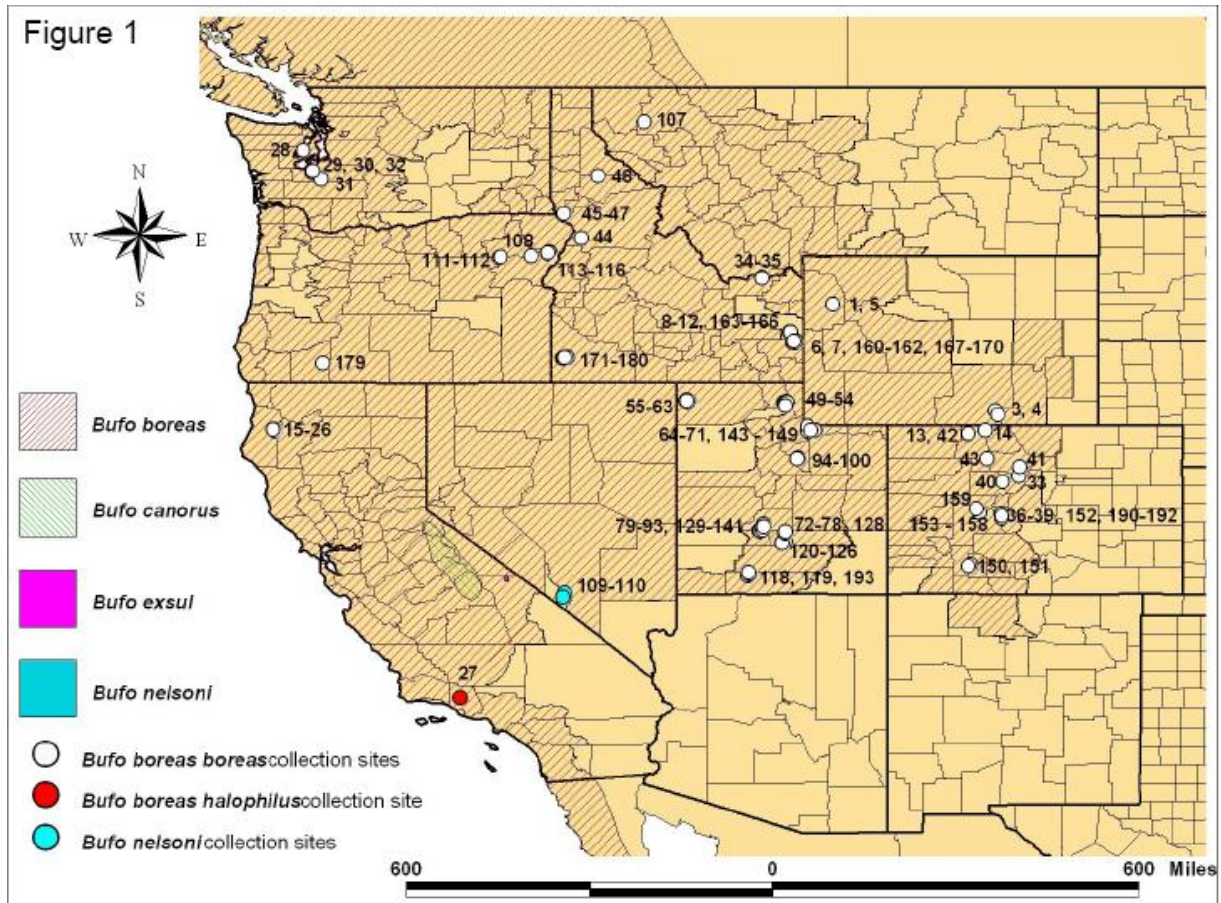 Figure 1
107
28
29, 30, 32
31
46
45-47
44
108
111-112
113-116
34-35
1, 5
8-12, 163-166
6, 7, 160-162, 167-170
179
171-180
55-63
49-54
3, 4
15-26
64-71, 143 - 149
13, 42
14
94-100
43
41
40
33
159
79-93, 129-141
72-78, 128
153 - 158
36-39, 152, 190-192
120-126
118, 119, 193
150, 151
109-110
27
N
W E
S
Bufo boreas
Bufo canorus
Bufo exsul
Bufo nelsoni
Bufo boreas boreas collection sites
Bufo boreas halophilus collection site
Bufo nelsoni collection sites
600 0 600 Miles